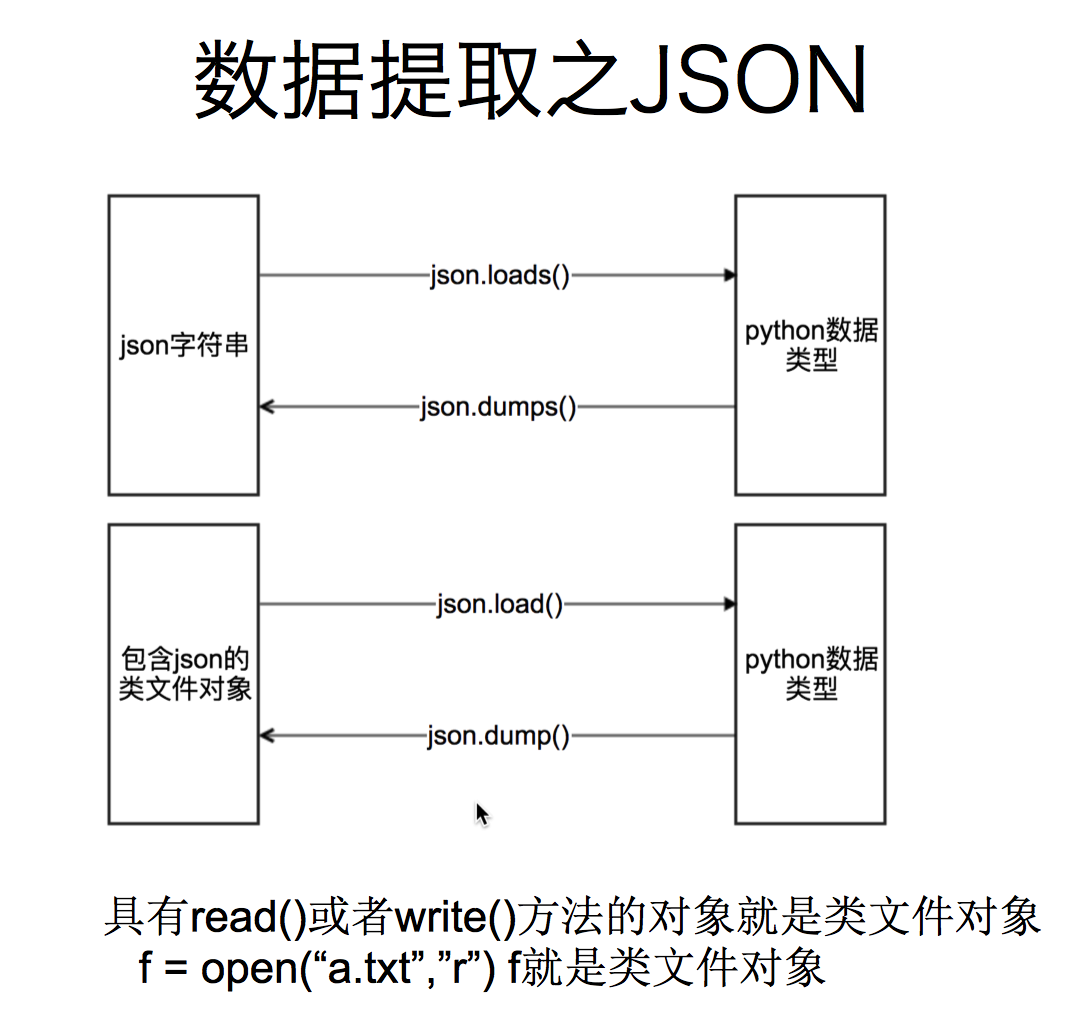 数据提取之JSON
json.loads()
json字符串
python数据
类型
json.dumps()
json.load()
包含json的
类文件对象
python数据
类型
json.dump()
具有read()或者write()方法的对象就是类文件对象
f = open(“a.txt”,”r”) f就是类文件对象